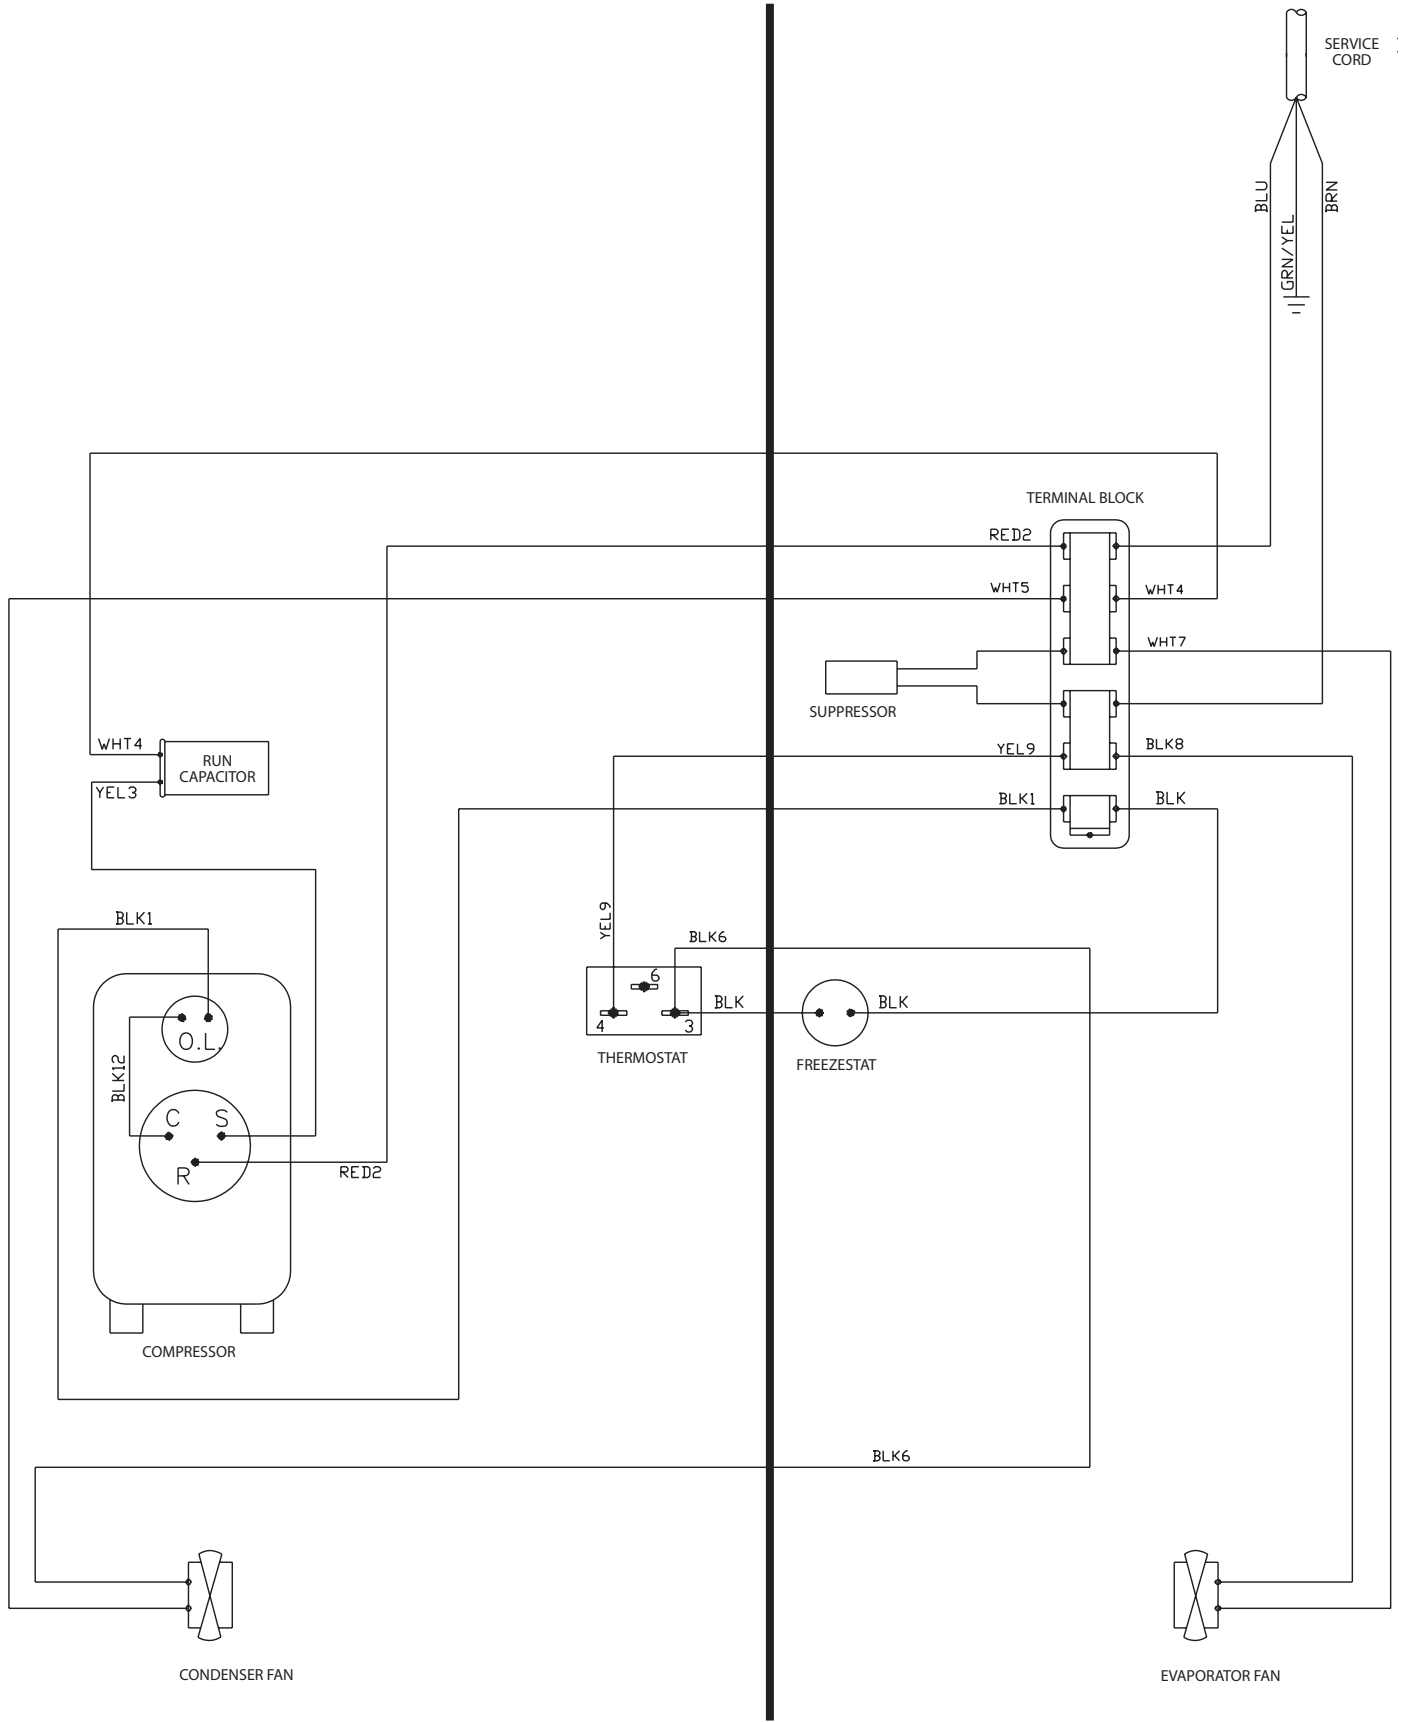 SERVICE
CORD
BLU
GRN/YEL
BRN
TERMINAL BLOCK
RED2
WHT5
WHT4
WHT7
SUPPRESSOR
WHT4
RUN
CAPACITOR
YEL3
YEL9
BLK8
BLK1
BLK
BLK1
YEL9
BLK6
6
4
3
BLK
BLK
THERMOSTAT
FREEZESTAT
O.L.
BLK12
C
S
R
RED2
COMPRESSOR
BLK6
CONDENSER FAN
EVAPORATOR FAN